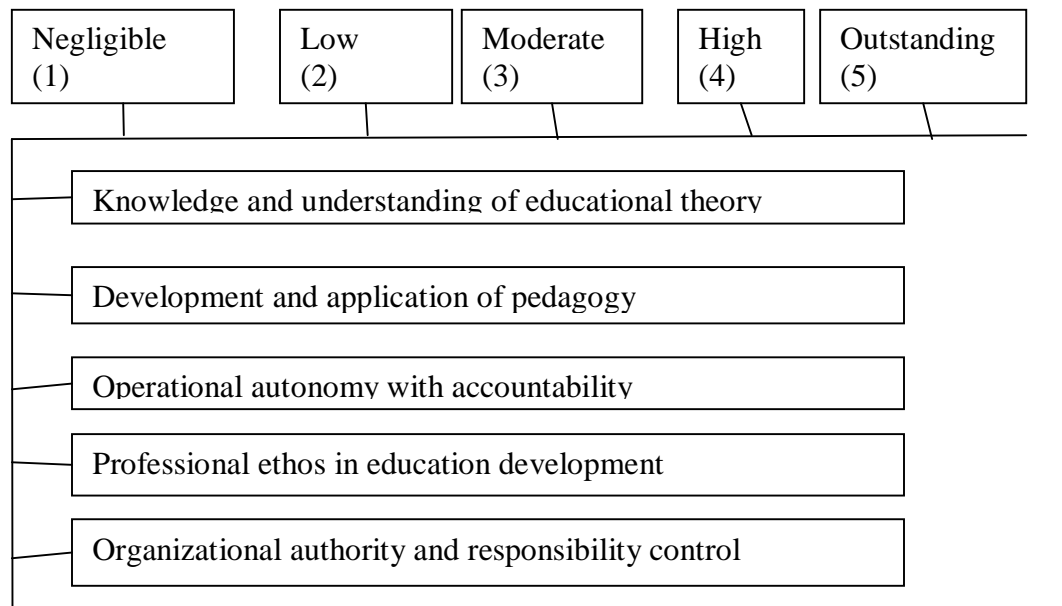 Negligible
(1)
Low
(2)
Moderate
(3)
High
(4)
Outstanding
(5)
Knowledge and understanding of educational theory
Development and application of pedagogy
Operational autonomy with accountability
Professional ethos in education development
Organizational authority and responsibility control